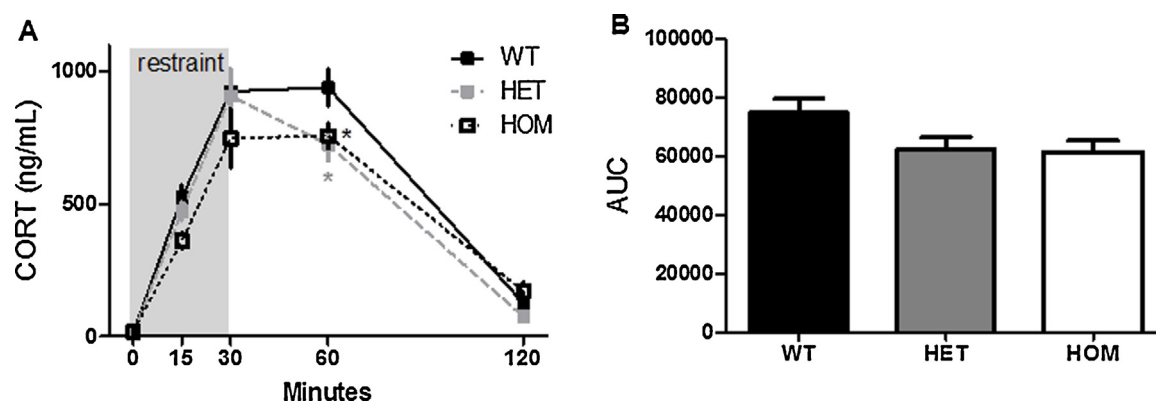 A
restraint
CORT (ng/mL)
1000
500
0
WT
HET
HOM
*
*
0 15 30 60 120
Minutes
B
AUC
100000
80000
60000
40000
20000
0
WT HET HOM